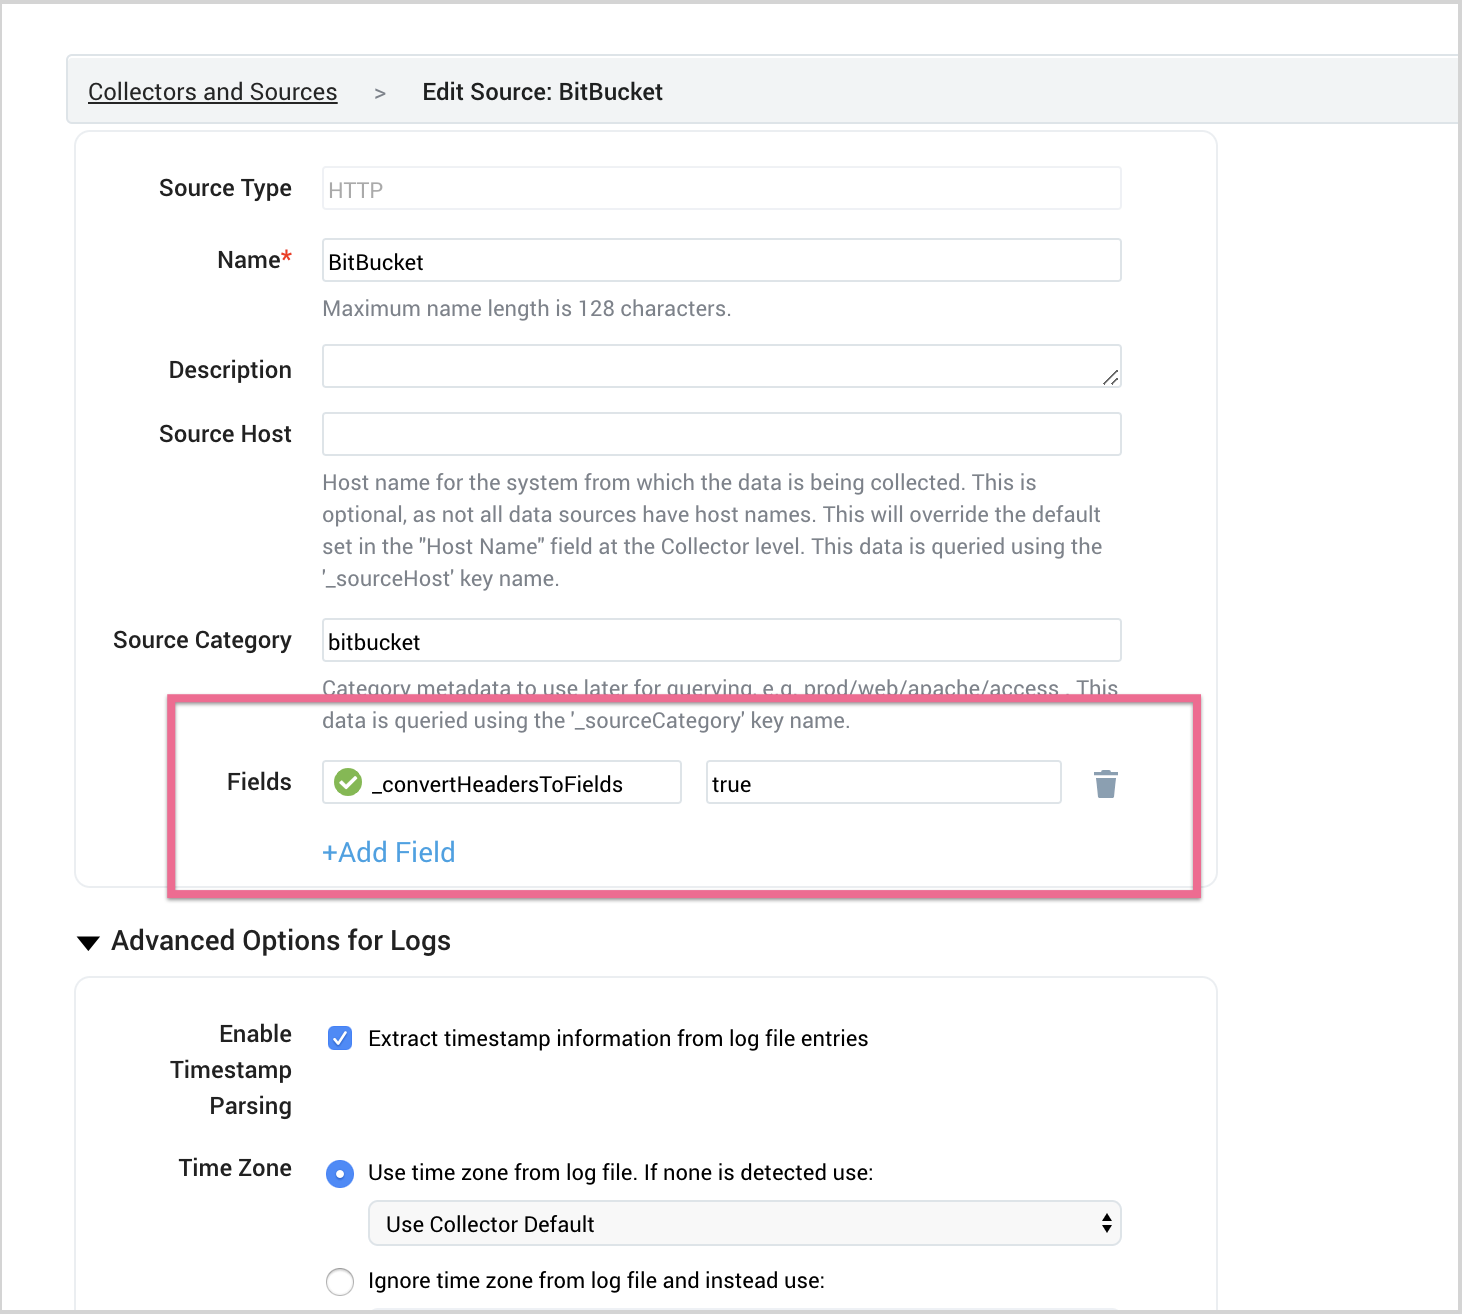 Collectors and Sources > Edit Source: BitBucket
Source Type HTTP
Name* BitBucket
Maximum name length is 128 characters.
Description
Source Host
Host name for the system from which the data is being collected. This is
optional, as not all data sources have host names. This will override the default
set in the "Host Name" field at the Collector level. This data is queried using the
'_sourceHost' key name.
Source Category bitbucket
Category metadata to use later for querying, e.g. prod/web/apache/access . This
data is queried using the '_sourceCategory' key name.
Fields _convertHeadersToFields true
+Add Field
Advanced Options for Logs
Enable
Timestamp
Parsing
Extract timestamp information from log file entries
Time Zone Use time zone from log file. If none is detected use:
Use Collector Default
Ignore time zone from log file and instead use: